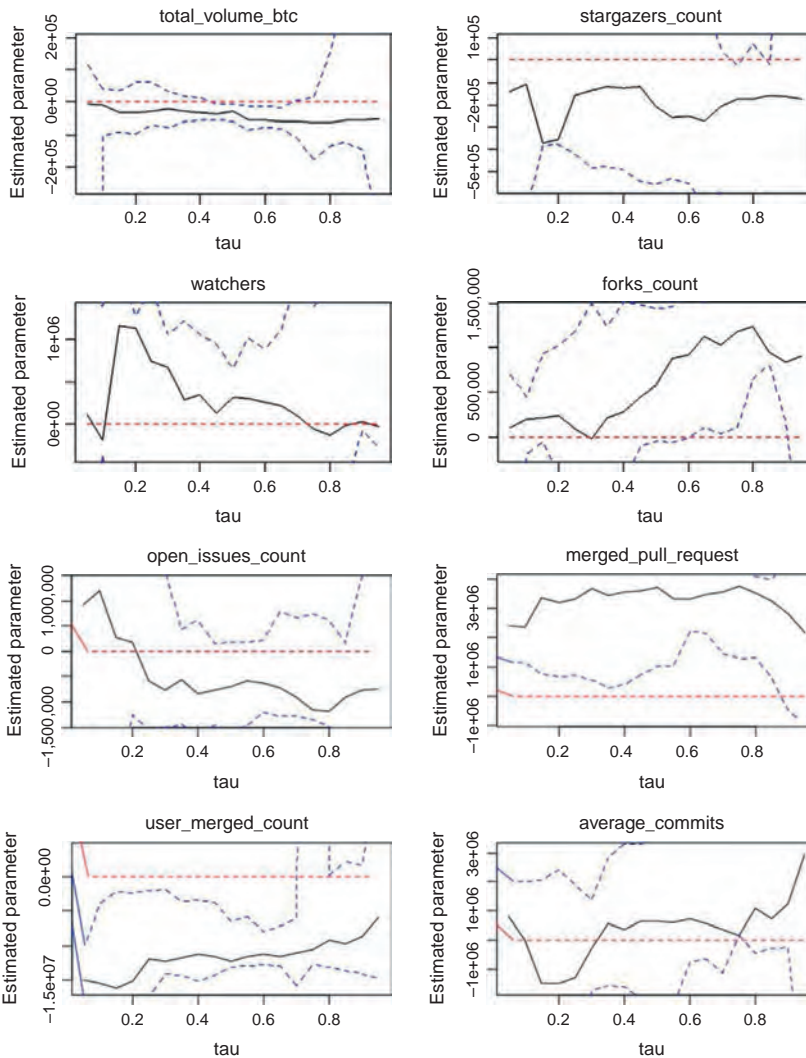 total_volume_btc
Estimated parameter
2e+05
0e+00
−2e+05
0.2 0.4 0.6 0.8
tau
stargazers_count
Estimated parameter
1e+05
−2e+05
−5e+05
0.2 0.4 0.6 0.8
tau
watchers
Estimated parameter
1e+06
0e+00
0.2 0.4 0.6 0.8
tau
forks_count
Estimated parameter
1,500,000
500,000
0
0.2 0.4 0.6 0.8
tau
open_issues_count
Estimated parameter
1,000,000
0
−1,500,000
0.2 0.4 0.6 0.8
tau
merged_pull_request
Estimated parameter
3e+06
1e+06
−1e+06
0.2 0.4 0.6 0.8
tau
user_merged_count
Estimated parameter
0.0e+00
−1.5e+07
0.2 0.4 0.6 0.8
tau
average_commits
Estimated parameter
3e+06
1e+06
−1e+06
0.2 0.4 0.6 0.8
tau